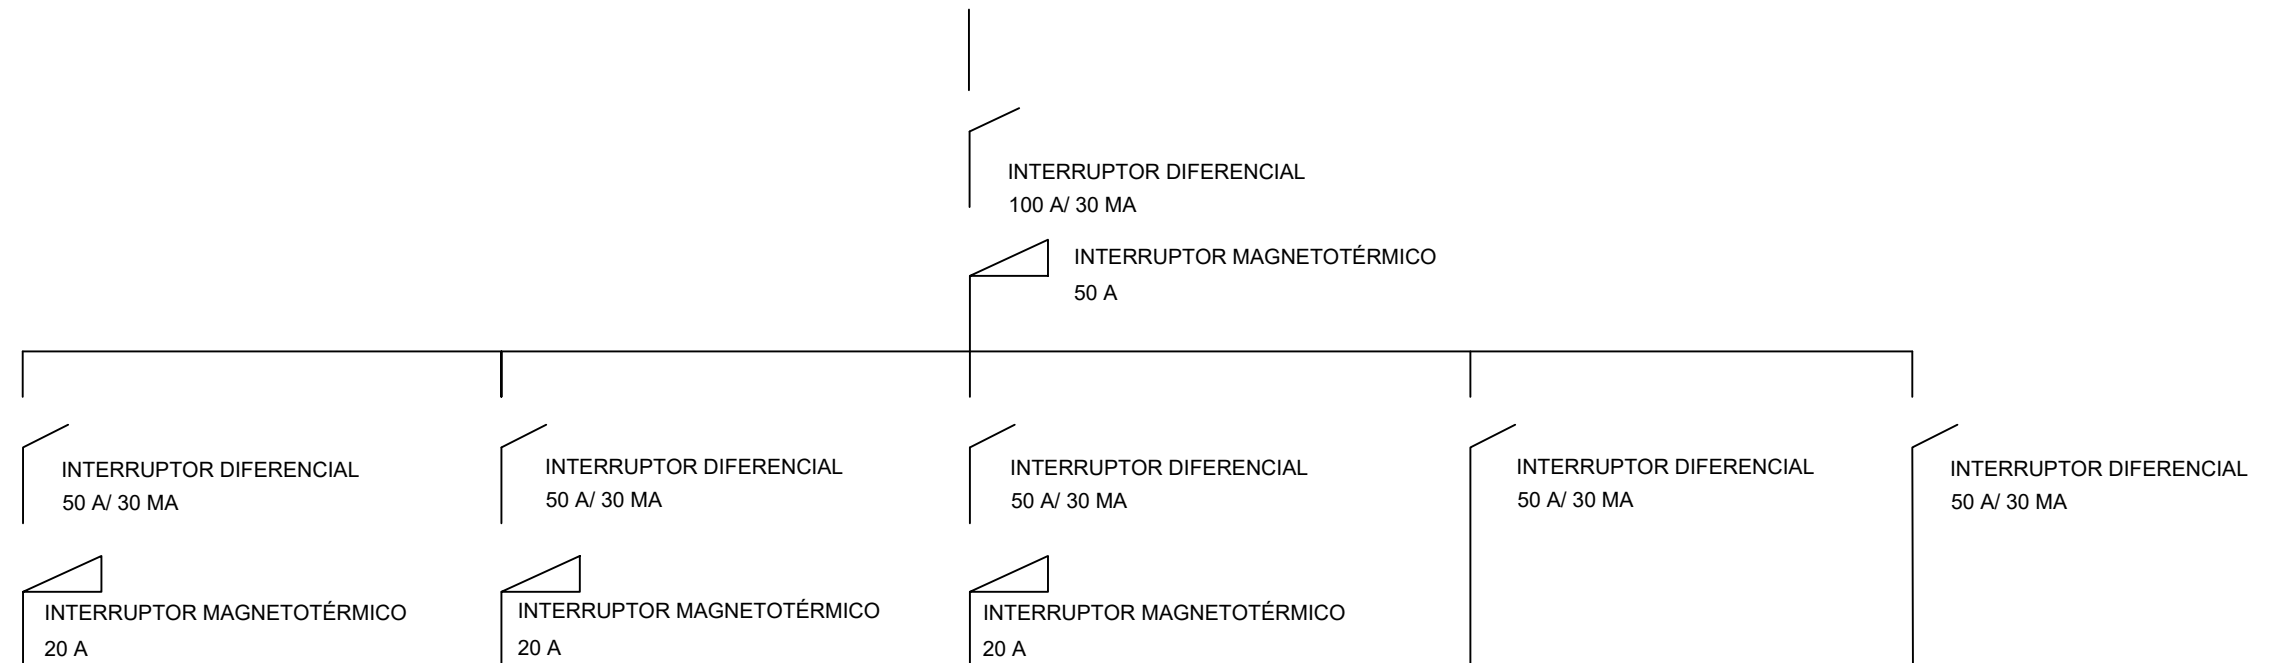 INTERRUPTOR DIFERENCIAL
100 A/ 30 MA
INTERRUPTOR MAGNETOTÉRMICO
50 A
INTERRUPTOR DIFERENCIAL
50 A/ 30 MA
INTERRUPTOR DIFERENCIAL
50 A/ 30 MA
INTERRUPTOR DIFERENCIAL
50 A/ 30 MA
INTERRUPTOR DIFERENCIAL
50 A/ 30 MA
INTERRUPTOR DIFERENCIAL
50 A/ 30 MA
INTERRUPTOR MAGNETOTÉRMICO
20 A
INTERRUPTOR MAGNETOTÉRMICO
20 A
INTERRUPTOR MAGNETOTÉRMICO
20 A